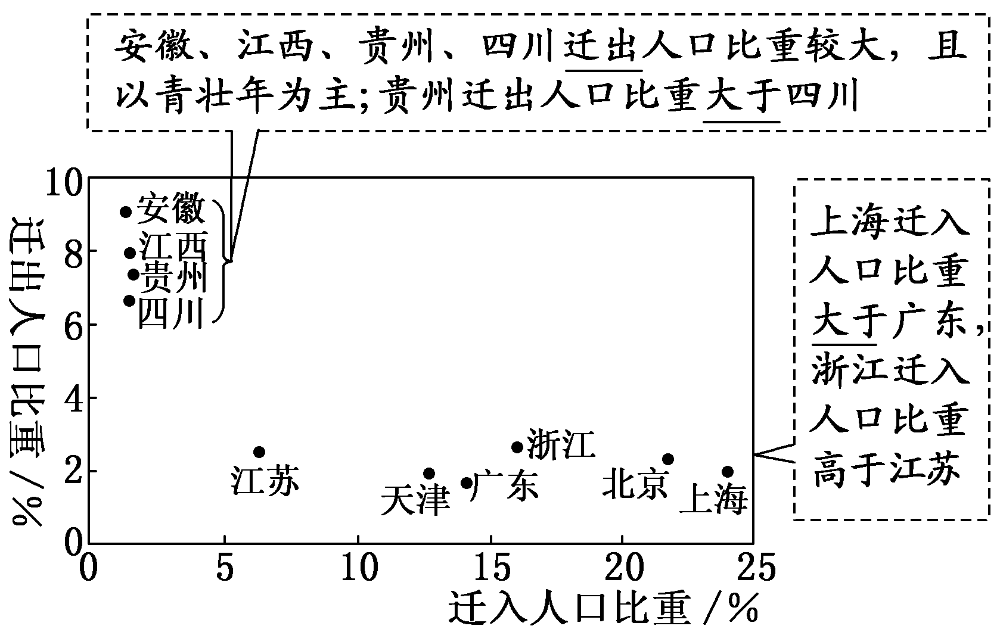 安徽、江西、贵州、四川迁出人口比重较大，且
以青壮年为主;贵州迁出人口比重大于四川
迁出人口比重/%
10
8
6
4
2
0
安徽
江西
贵州
四川
江苏
天津
广东
浙江
北京
上海
0 5 10 15 20 25
迁入人口比重/%
上海迁入
人口比重
大于广东，
浙江迁入
人口比重
高于江苏